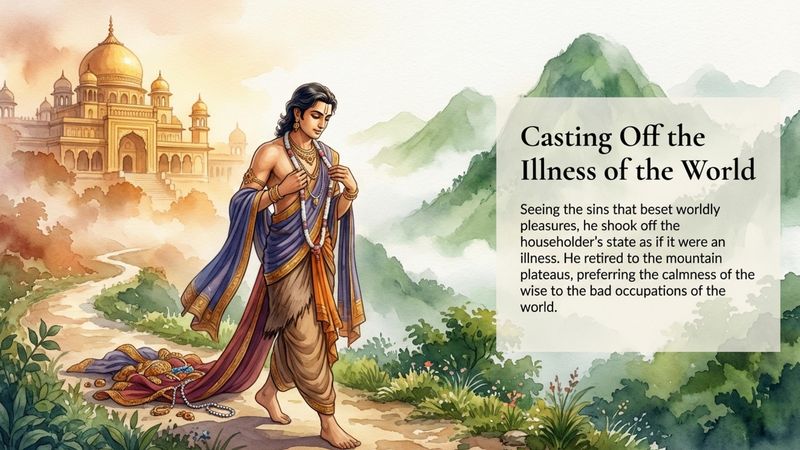 Casting Off the
Illness of the World
Seeing the sins that beset worldly
pleasures, he shook off the
householder's state as if it were an
illness. He retired to the mountain
plateaus, preferring the calmness of the
wise to the bad occupations of the
world.